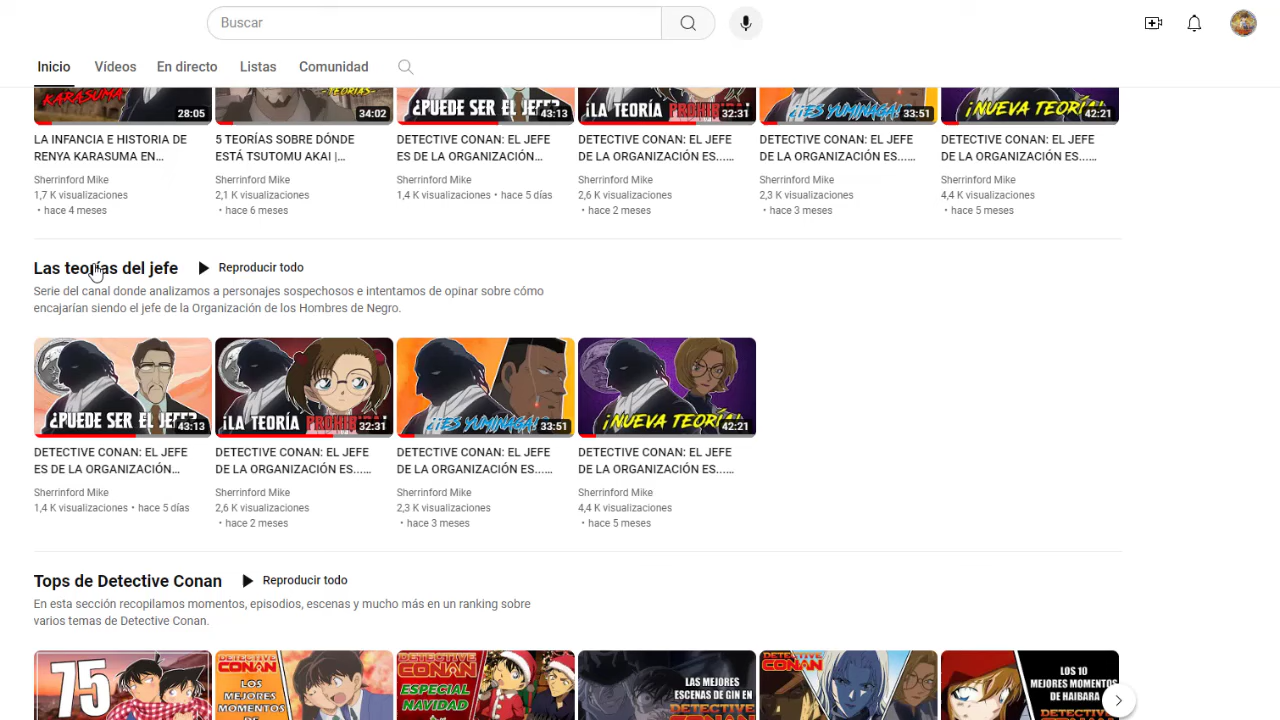 Buscar
Inicio
Vídeos
En directo
Listas
Comunidad
KARASUMA
28:05
TEORÍAS
34:02
¿PUEDE SER EL JEFE?
43:13
¡LA TEORÍA PROHIBIDA!
32:31
¡¡ES YUMINAGA!!
33:51
¡NUEVA TEORÍA!
42:21
LA INFANCIA E HISTORIA DE
RENYA KARASUMA EN...
Sherrinford Mike
1,7 K visualizaciones
• hace 4 meses
5 TEORÍAS SOBRE DÓNDE
ESTÁ TSUTOMU AKAI |...
Sherrinford Mike
2,1 K visualizaciones
• hace 6 meses
DETECTIVE CONAN: EL JEFE
ES DE LA ORGANIZACIÓN...
Sherrinford Mike
1,4 K visualizaciones • hace 5 días
DETECTIVE CONAN: EL JEFE
DE LA ORGANIZACIÓN ES......
Sherrinford Mike
2,6 K visualizaciones
• hace 2 meses
DETECTIVE CONAN: EL JEFE
DE LA ORGANIZACIÓN ES......
Sherrinford Mike
2,3 K visualizaciones
• hace 3 meses
DETECTIVE CONAN: EL JEFE
DE LA ORGANIZACIÓN ES......
Sherrinford Mike
4,4 K visualizaciones
• hace 5 meses
Las teorías del jefe
Reproducir todo
Serie del canal donde analizamos a personajes sospechosos e intentamos de opinar sobre cómo
encajarían siendo el jefe de la Organización de los Hombres de Negro.
¿PUEDE SER EL JEFE?
43:13
¡LA TEORÍA PROHIBIDA!
32:31
¡¡ES YUMINAGA!!
33:51
¡NUEVA TEORÍA!
42:21
DETECTIVE CONAN: EL JEFE
ES DE LA ORGANIZACIÓN...
Sherrinford Mike
1,4 K visualizaciones • hace 5 días
DETECTIVE CONAN: EL JEFE
DE LA ORGANIZACIÓN ES......
Sherrinford Mike
2,6 K visualizaciones
• hace 2 meses
DETECTIVE CONAN: EL JEFE
DE LA ORGANIZACIÓN ES......
Sherrinford Mike
2,3 K visualizaciones
• hace 3 meses
DETECTIVE CONAN: EL JEFE
DE LA ORGANIZACIÓN ES......
Sherrinford Mike
4,4 K visualizaciones
• hace 5 meses
Tops de Detective Conan
Reproducir todo
En esta sección recopilamos momentos, episodios, escenas y mucho más en un ranking sobre
varios temas de Detective Conan.
75
DETECTIVE
CONAN
LOS
MEJORES
MOMENTOS
DE
DETECTIVE
CONAN
ESPECIAL
NAVIDAD
LAS MEJORES
ESCENAS DE GIN EN
DETECTIVE
CONAN
DETECTIVE
CONAN
LOS 10
MEJORES MOMENTOS
DE HAIBARA
DETECTIVE